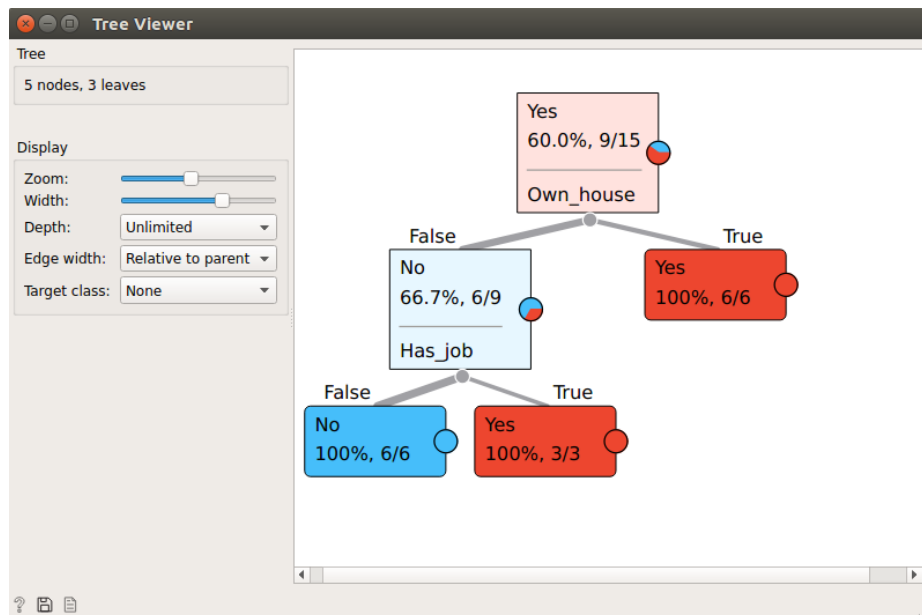 Tree Viewer
Tree
5 nodes, 3 leaves
Display
Zoom:
Width:
Depth: Unlimited
Edge width: Relative to parent
Target class: None
Yes
60.0%, 9/15
Own_house
False True
No
66.7%, 6/9
Has_job
Yes
100%, 6/6
False True
No
100%, 6/6
Yes
100%, 3/3
?